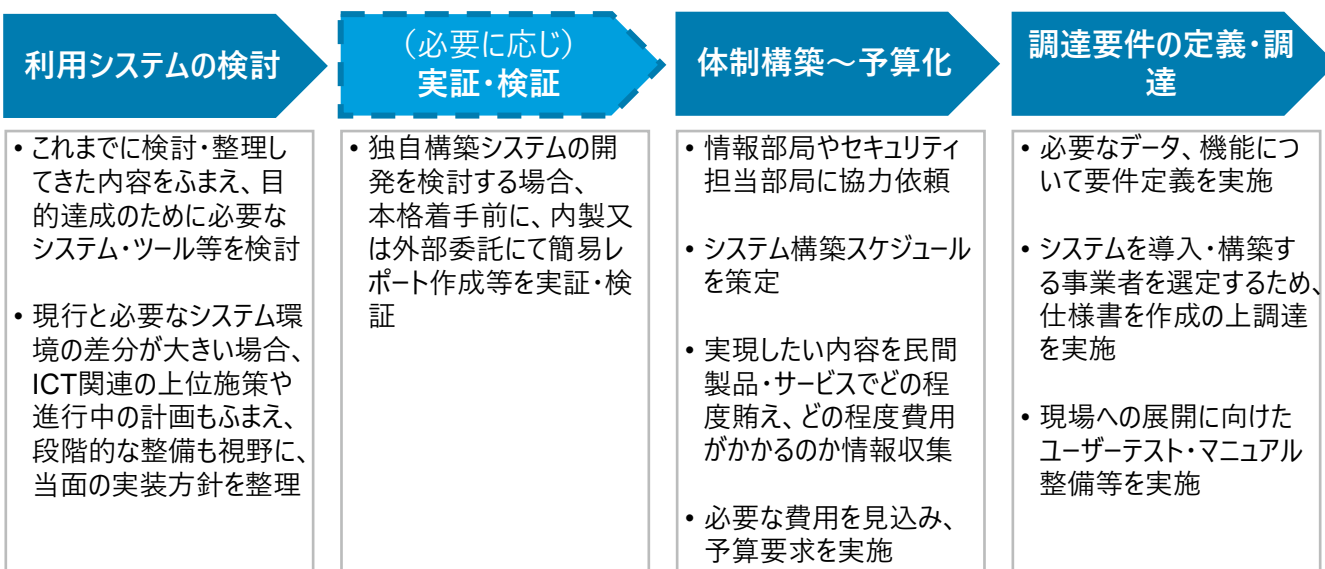 利用システムの検討
(必要に応じ)
実証・検証
体制構築～予算化
調達要件の定義・調
達
• これまでに検討・整理し
てきた内容をふまえ、目
的達成のために必要な
システム・ツール等を検討
• 現行と必要なシステム環
境の差分が大きい場合、
ICT関連の上位施策や
進行中の計画もふまえ、
段階的な整備も視野に、
当面の実装方針を整理
• 独自構築システムの開
発を検討する場合、
本格着手前に、内製又
は外部委託にて簡易レ
ポート作成等を実証・検
証
• 情報部局やセキュリティ
担当部局に協力依頼
• システム構築スケジュール
を策定
• 実現したい内容を民間
製品・サービスでどの程
度賄え、どの程度費用
がかかるのか情報収集
• 必要な費用を見込み、
予算要求を実施
• 必要なデータ、機能につ
いて要件定義を実施
• システムを導入・構築す
る事業者を選定するため、
仕様書を作成の上調達
を実施
• 現場への展開に向けた
ユーザーテスト・マニュアル
整備等を実施